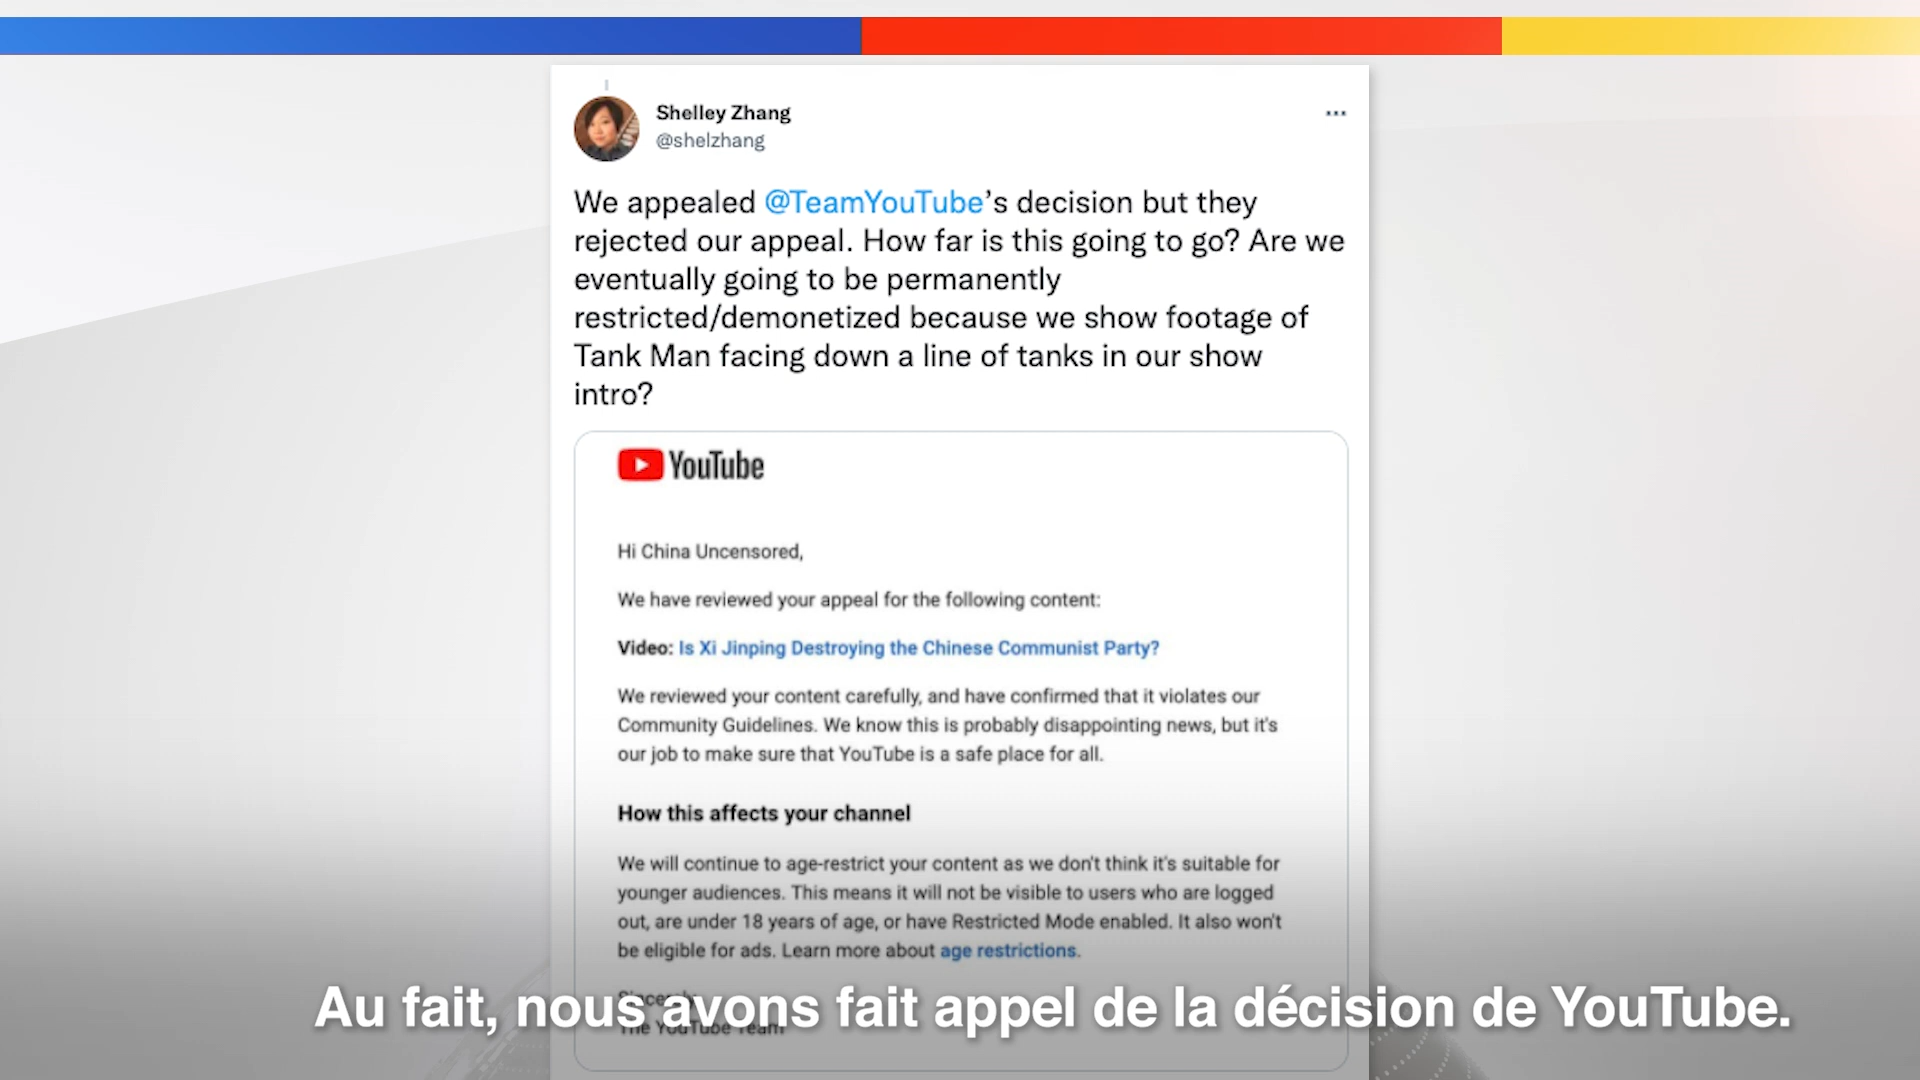 Shelley Zhang
@shelzhang
We appealed @TeamYouTube’s decision but they
rejected our appeal. How far is this going to go? Are we
eventually going to be permanently
restricted/demonetized because we show footage of
Tank Man facing down a line of tanks in our show
intro?
YouTube
Hi China Uncensored,
We have reviewed your appeal for the following content:
Video: Is Xi Jinping Destroying the Chinese Communist Party?
We reviewed your content carefully, and have confirmed that it violates our
Community Guidelines. We know this is probably disappointing news, but it's
our job to make sure that YouTube is a safe place for all.
How this affects your channel
We will continue to age-restrict your content as we don't think it's suitable for
younger audiences. This means it will not be visible to users who are logged
out, are under 18 years of age, or have Restricted Mode enabled. It also won't
be eligible for ads. Learn more about age restrictions.
Sincerely
The YouTube Team
Au fait, nous avons fait appel de la décision de YouTube.